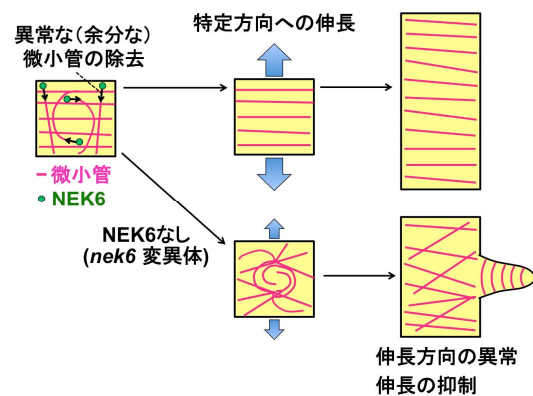 異常な（余分な）
微小管の除去
特定方向への伸長
微小管
NEK6
NEK6なし
(nek6 変異体)
伸長方向の異常
伸長の抑制